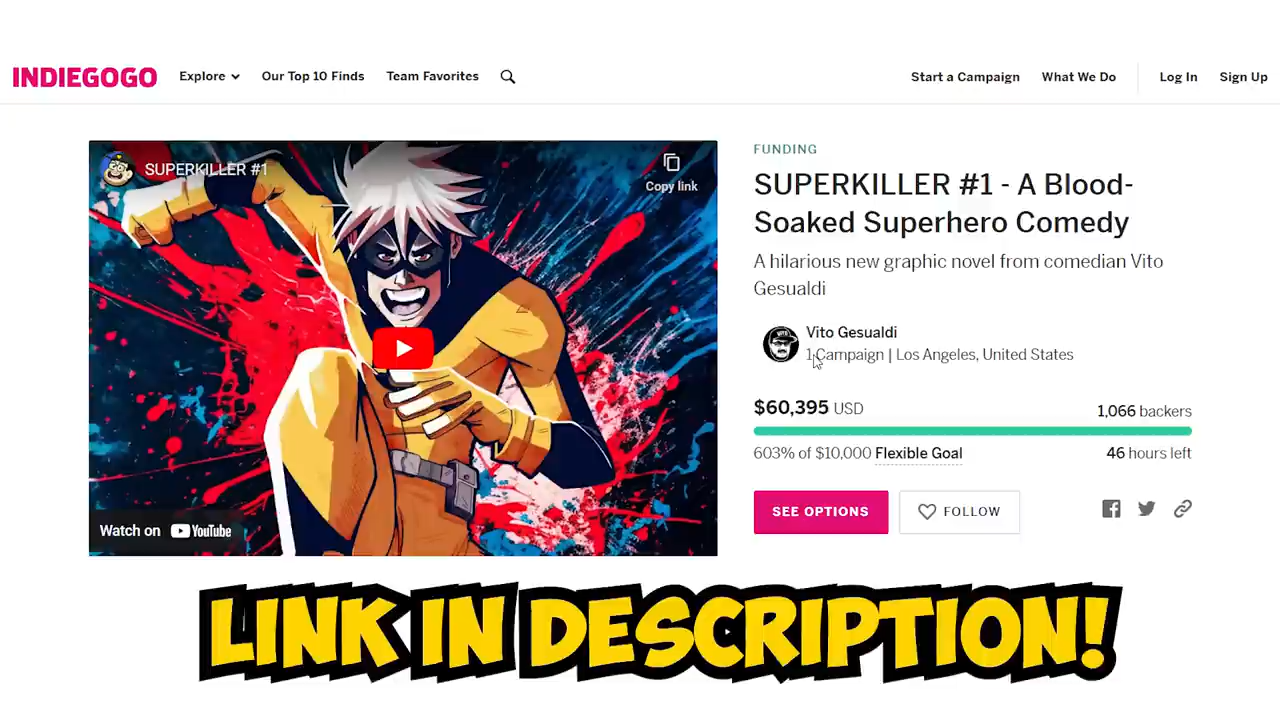 INDIEGOGO Explore Our Top 10 Finds Team Favorites Start a Campaign What We Do Log In Sign Up
SUPERKILLER #1
Copy link
Watch on YouTube
FUNDING
SUPERKILLER #1 - A Blood-
Soaked Superhero Comedy
A hilarious new graphic novel from comedian Vito
Gesualdi
VITO
Vito Gesualdi
1 Campaign | Los Angeles, United States
$60,395 USD 1,066 backers
603% of $10,000 Flexible Goal 46 hours left
SEE OPTIONS FOLLOW
LINK IN DESCRIPTION!